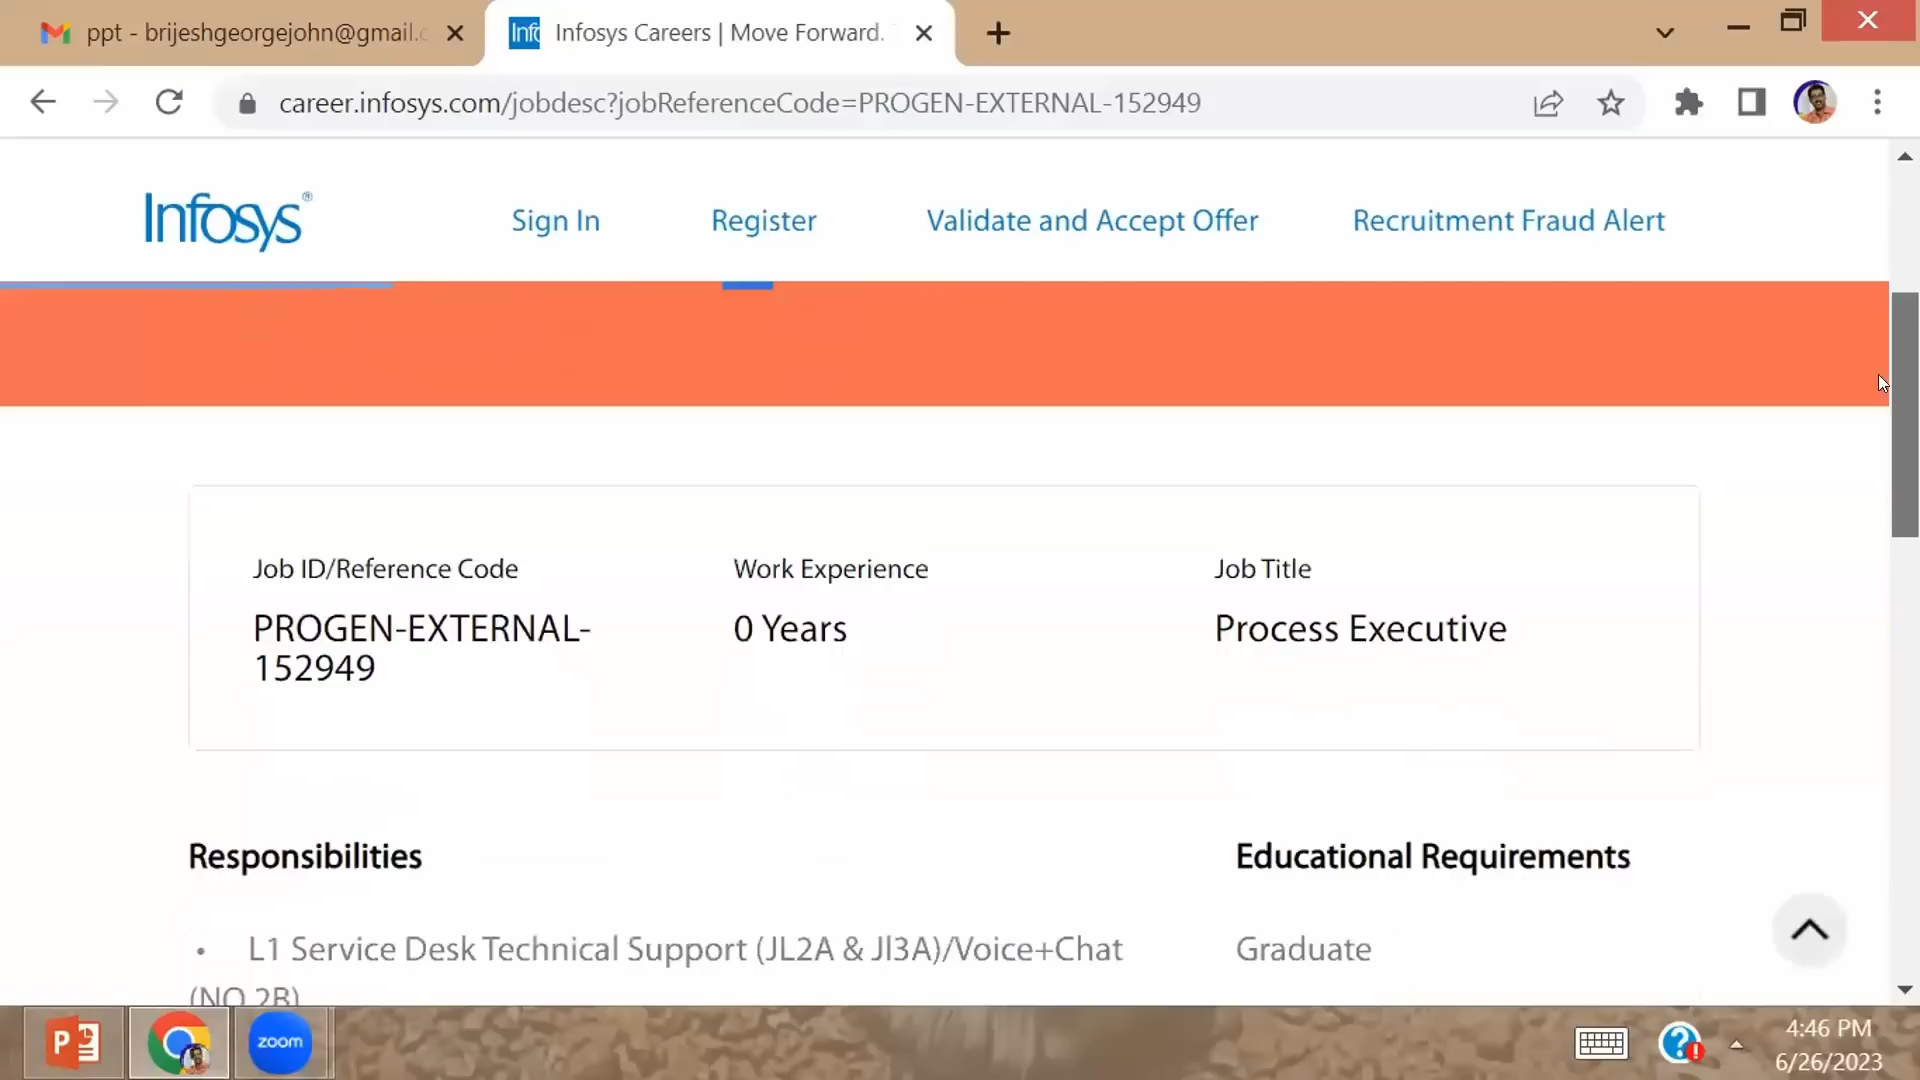 ppt - brijeshgeorgejohn@gmail.c
Infosys Careers | Move Forward.
career.infosys.com/jobdesc?jobReferenceCode=PROGEN-EXTERNAL-152949
Infosys®
Sign In
Register
Validate and Accept Offer
Recruitment Fraud Alert
Job ID/Reference Code
PROGEN-EXTERNAL-
152949
Work Experience
0 Years
Job Title
Process Executive
Responsibilities
• L1 Service Desk Technical Support (JL2A & Jl3A)/Voice+Chat
(NO 2B)
Educational Requirements
Graduate
zoom
4:46 PM
6/26/2023